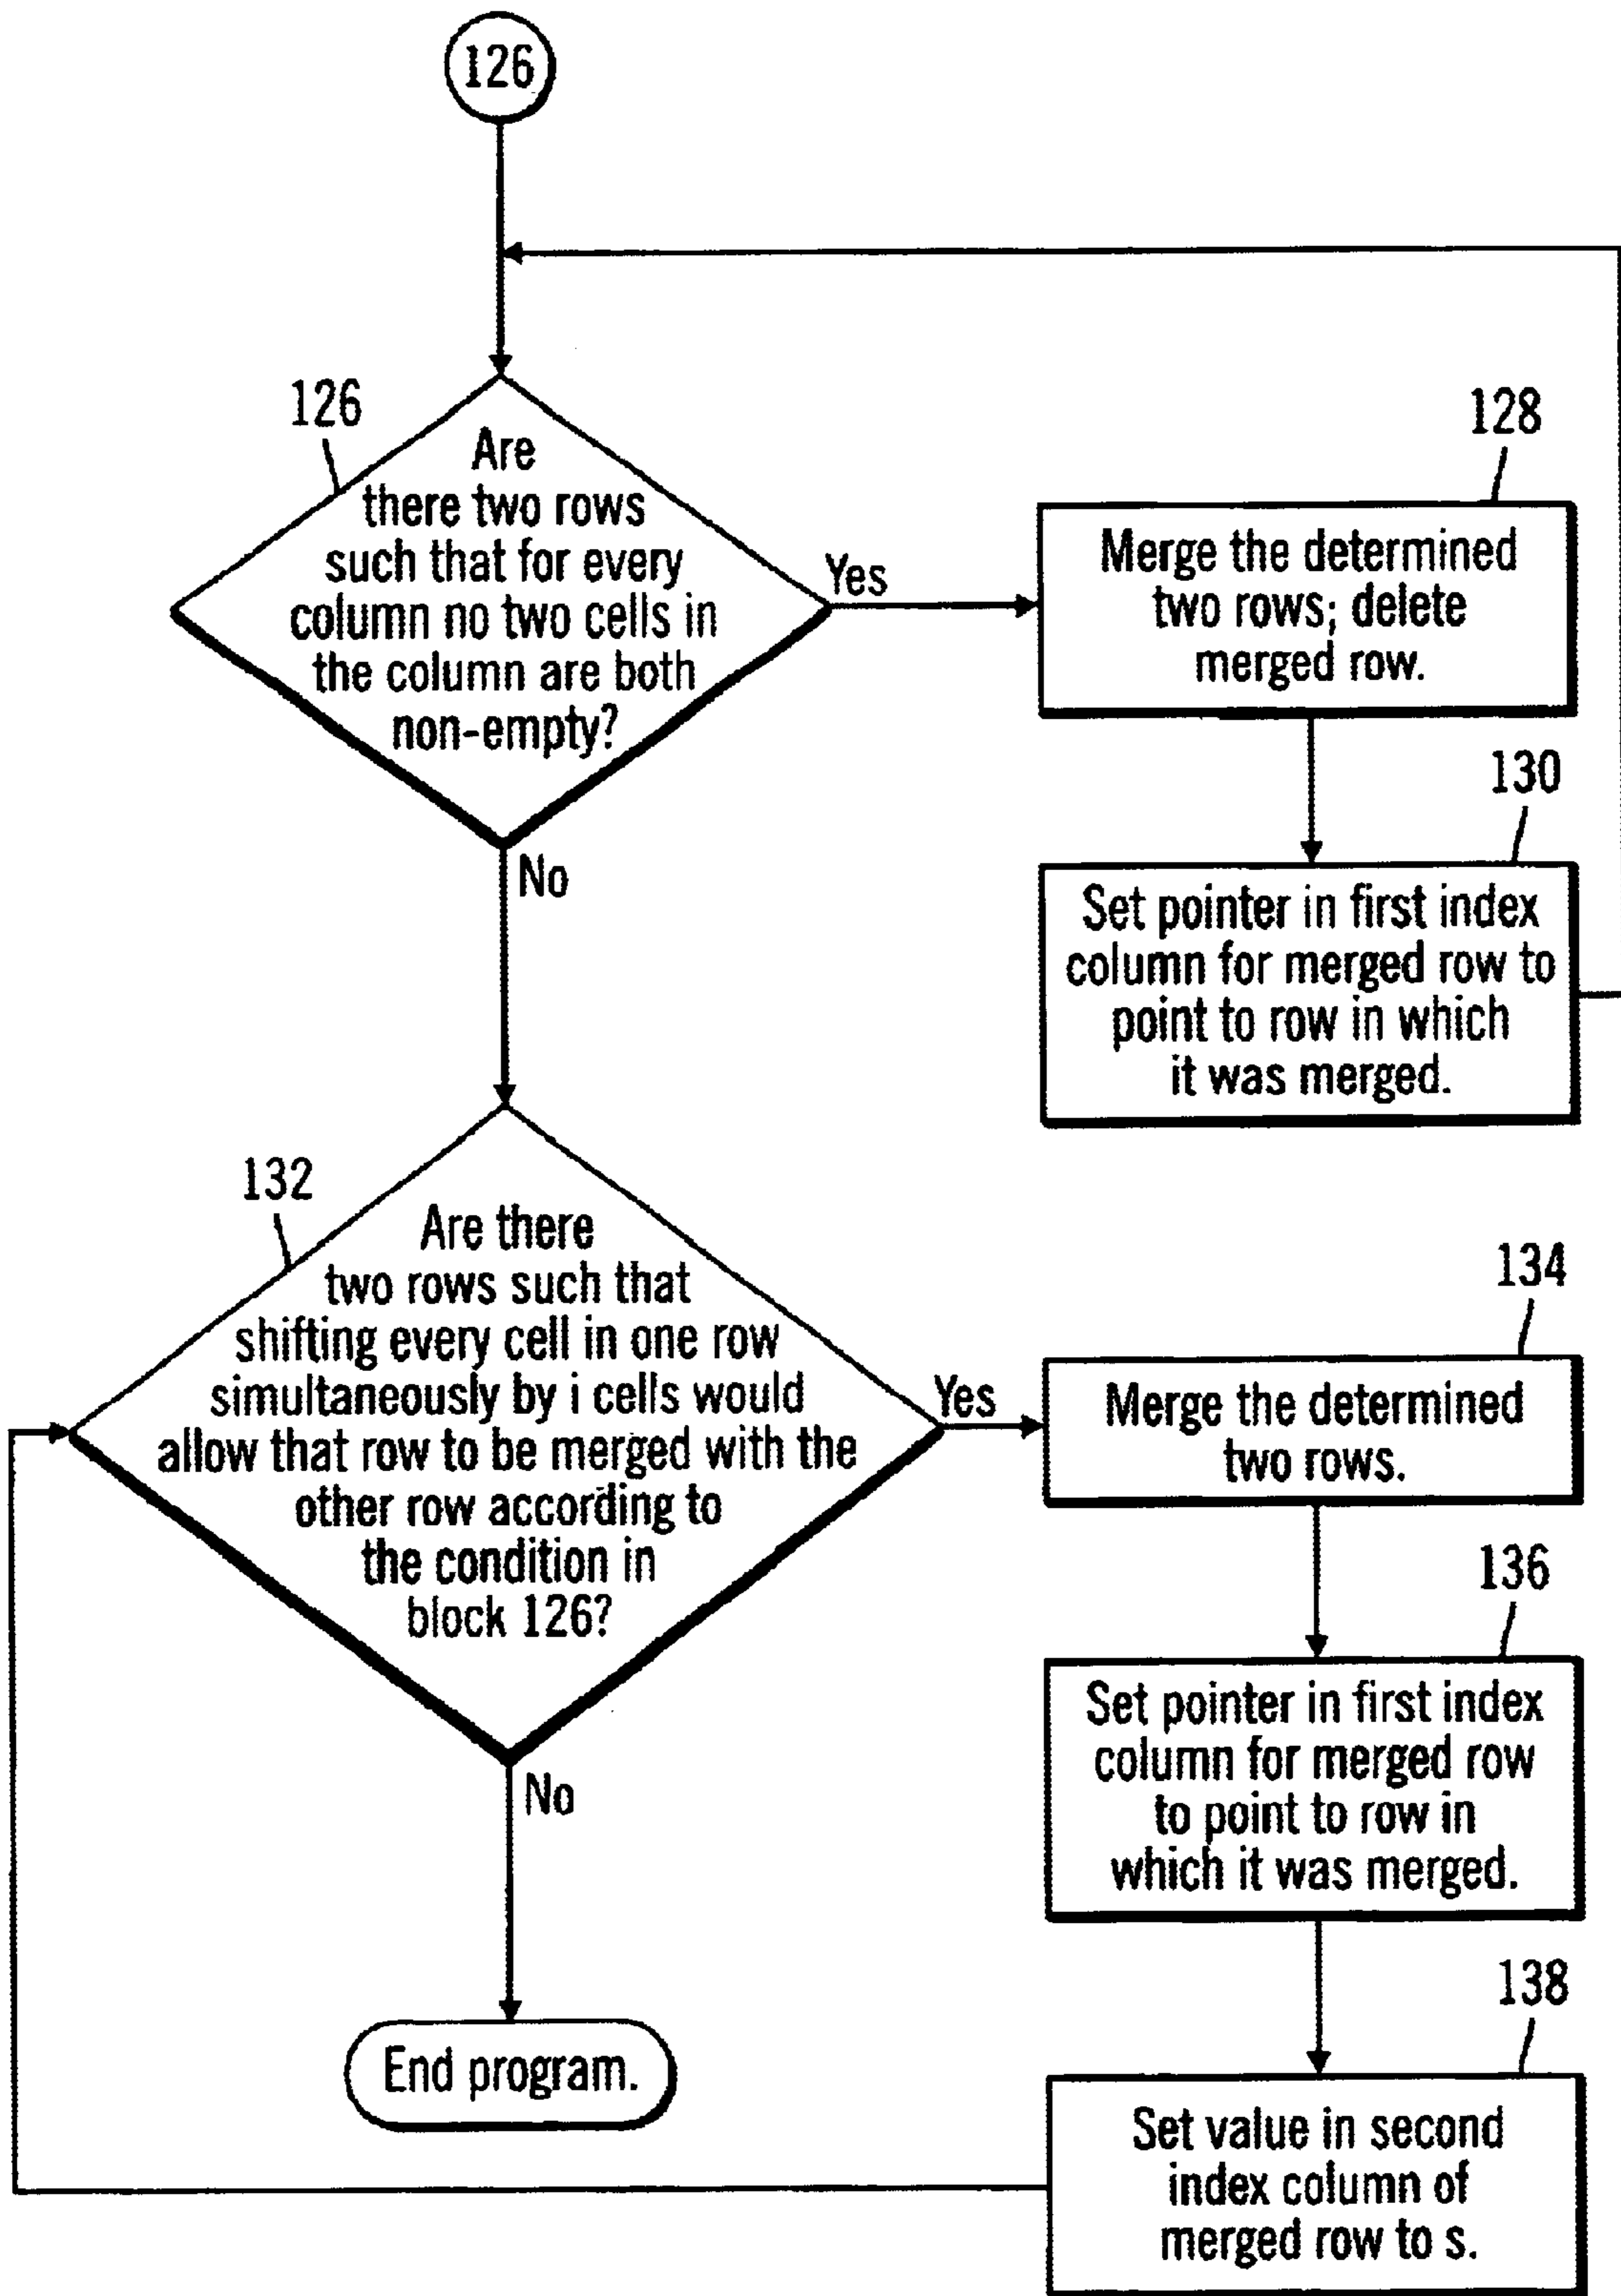 126
126
Are
there two rows
such that for every
column no two cells in
the column are both
non-empty?
Yes
No
128
Merge the determined
two rows; delete
merged row.
130
Set pointer in first index
column for merged row to
point to row in which
it was merged.
132
Are there
two rows such that
shifting every cell in one row
simultaneously by i cells would
allow that row to be merged with the
other row according to
the condition in
block 126?
Yes
No
134
Merge the determined
two rows.
136
Set pointer in first index
column for merged row
to point to row in
which it was merged.
138
Set value in second
index column of
merged row to s.
End program.